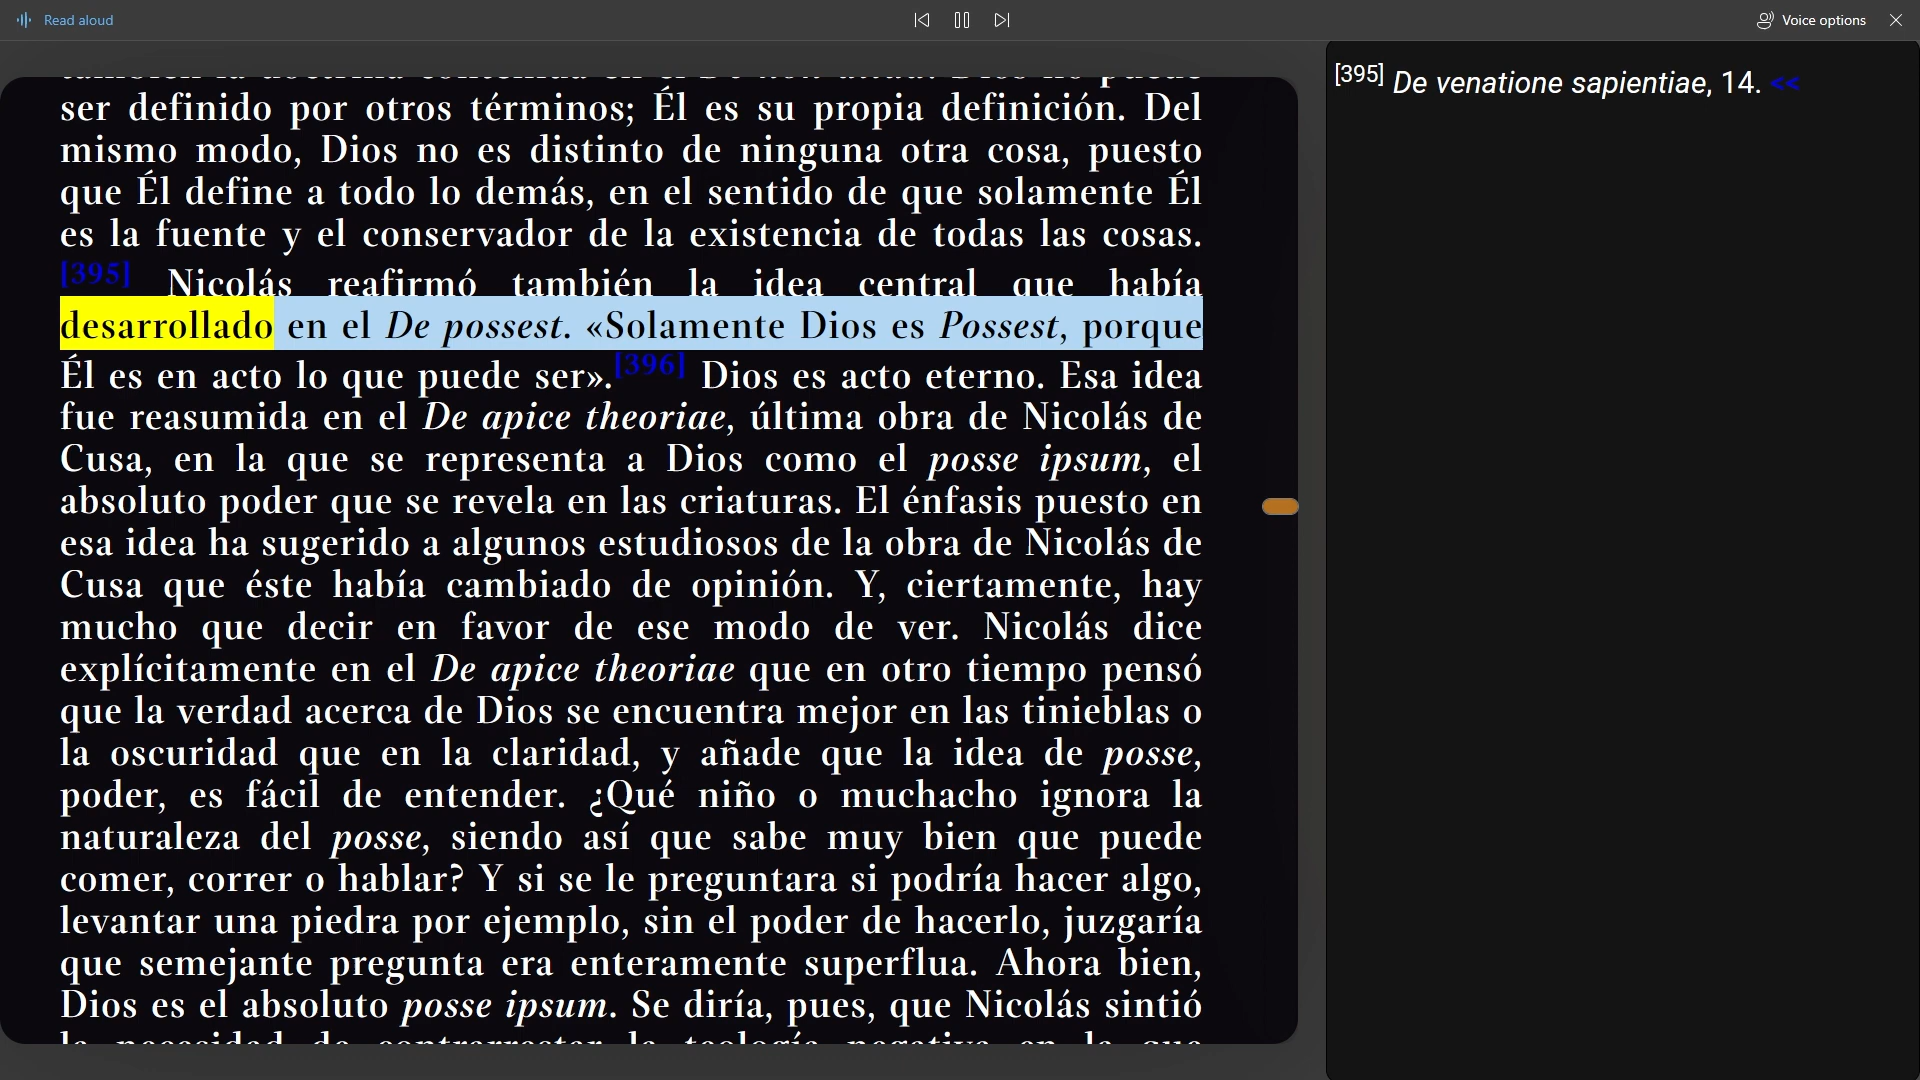 Read aloud
Voice options
ser definido por otros términos; Él es su propia definición. Del
mismo modo, Dios no es distinto de ninguna otra cosa, puesto
que Él define a todo lo demás, en el sentido de que solamente Él
es la fuente y el conservador de la existencia de todas las cosas.
[395] Nicolás reafirmó también la idea central que había
desarrollado en el De possest. «Solamente Dios es Possest, porque
Él es en acto lo que puede ser».[396] Dios es acto eterno. Esa idea
fue reasumida en el De apice theoriae, última obra de Nicolás de
Cusa, en la que se representa a Dios como el posse ipsum, el
absoluto poder que se revela en las criaturas. El énfasis puesto en
esa idea ha sugerido a algunos estudiosos de la obra de Nicolás de
Cusa que éste había cambiado de opinión. Y, ciertamente, hay
mucho que decir en favor de ese modo de ver. Nicolás dice
explícitamente en el De apice theoriae que en otro tiempo pensó
que la verdad acerca de Dios se encuentra mejor en las tinieblas o
la oscuridad que en la claridad, y añade que la idea de posse,
poder, es fácil de entender. ¿Qué niño o muchacho ignora la
naturaleza del posse, siendo así que sabe muy bien que puede
comer, correr o hablar? Y si se le preguntara si podría hacer algo,
levantar una piedra por ejemplo, sin el poder de hacerlo, juzgaría
que semejante pregunta era enteramente superflua. Ahora bien,
Dios es el absoluto posse ipsum. Se diría, pues, que Nicolás sintió
la necesidad de contrarrestar la teología negativa en la que
[395] De venatione sapientiae, 14. <<